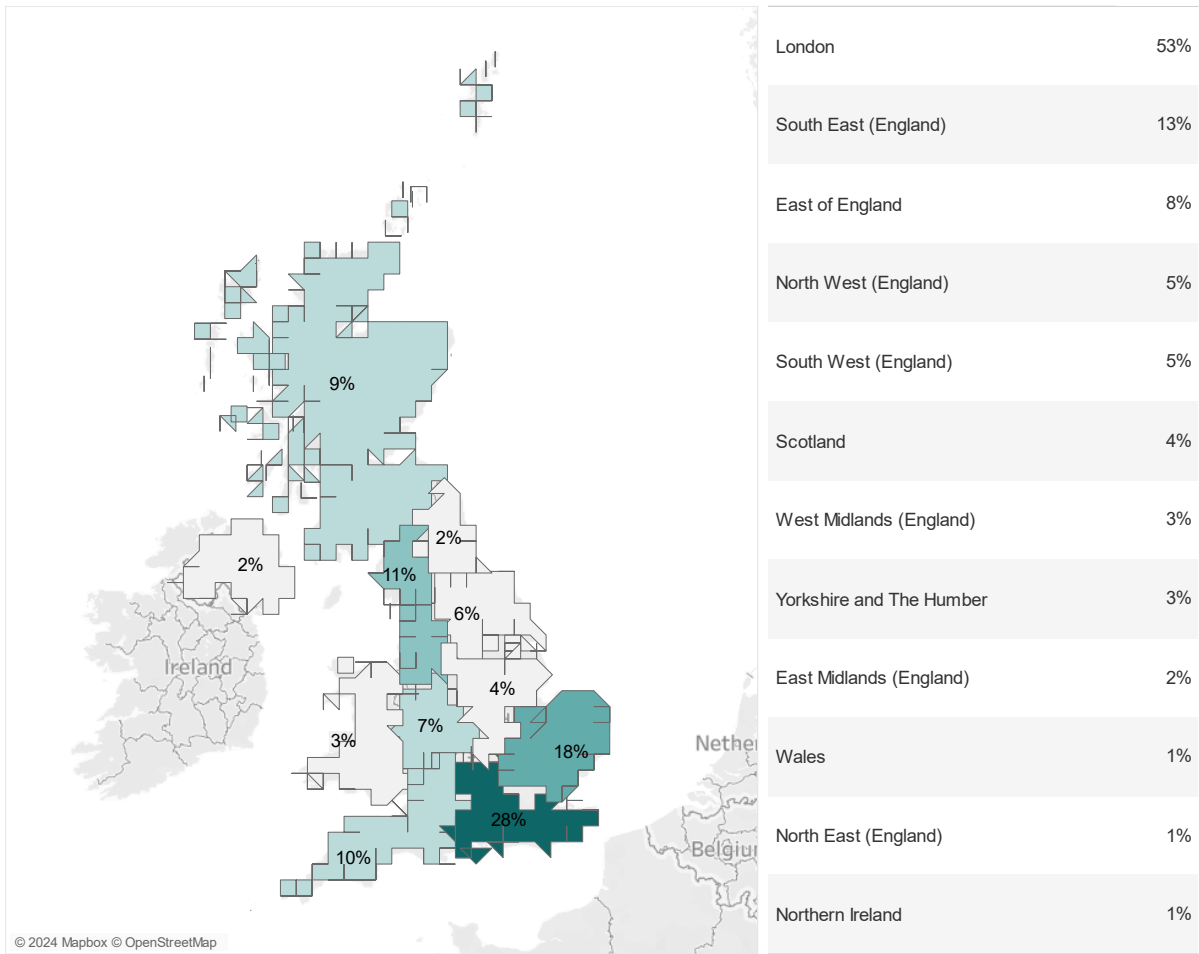 9%
2%
2%
11%
6%
Ireland
4%
7%
3%
18%
Nether
28%
Belgiur
10%
© 2024 Mapbox © OpenStreetMap
London 53%
South East (England) 13%
East of England 8%
North West (England) 5%
South West (England) 5%
Scotland 4%
West Midlands (England) 3%
Yorkshire and The Humber 3%
East Midlands (England) 2%
Wales 1%
North East (England) 1%
Northern Ireland 1%